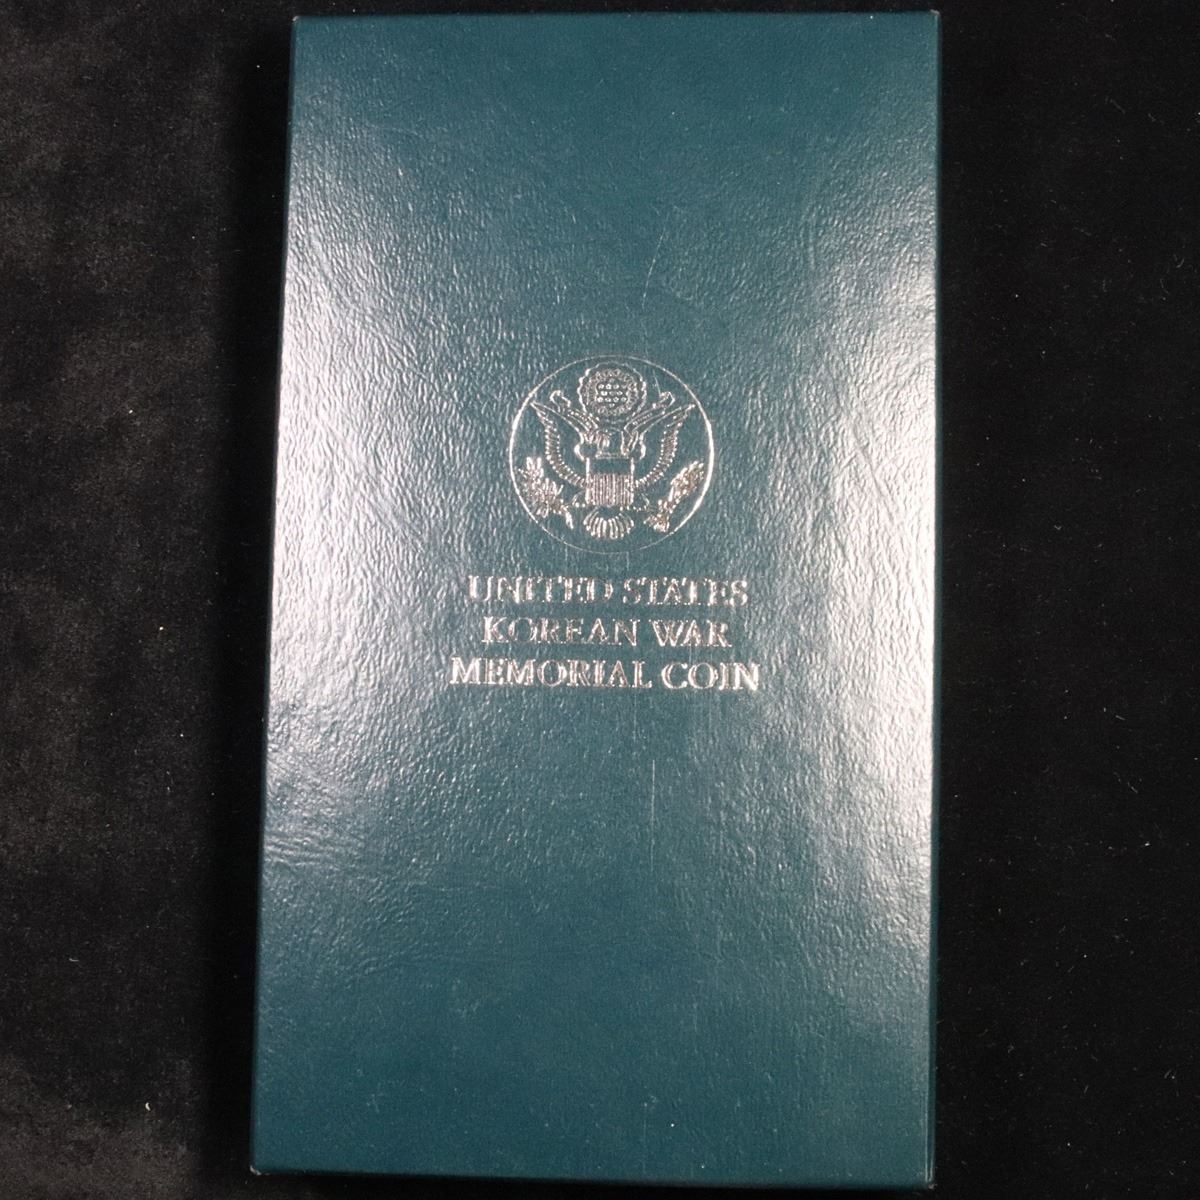 UNITED STATES
KOREAN WAR
MEMORIAL COIN